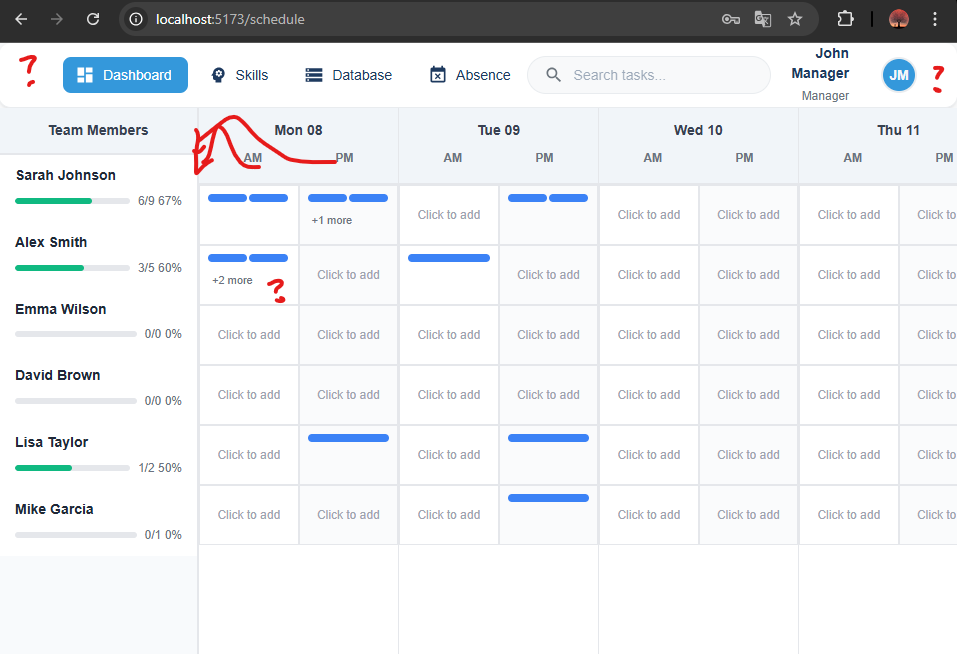 localhost:5173/schedule
?
Dashboard
Skills
Database
Absence
Search tasks...
John
Manager
Manager
JM
?
Team Members
Mon 08
Tue 09
Wed 10
Thu 11
AM PM AM PM AM PM AM PM
Sarah Johnson
6/9 67%
Click to add Click to add Click to add Click to add Click to
+1 more
Alex Smith
3/5 60%
Click to add Click to add Click to add Click to add Click to add Click to
+2 more
?
Emma Wilson
0/0 0%
Click to add Click to add Click to add Click to add Click to add Click to add Click to add Click to
David Brown
0/0 0%
Click to add Click to add Click to add Click to add Click to add Click to add Click to add Click to
Lisa Taylor
1/2 50%
Click to add Click to add Click to add Click to add Click to add Click to
Mike Garcia
0/1 0%
Click to add Click to add Click to add Click to add Click to add Click to add Click to